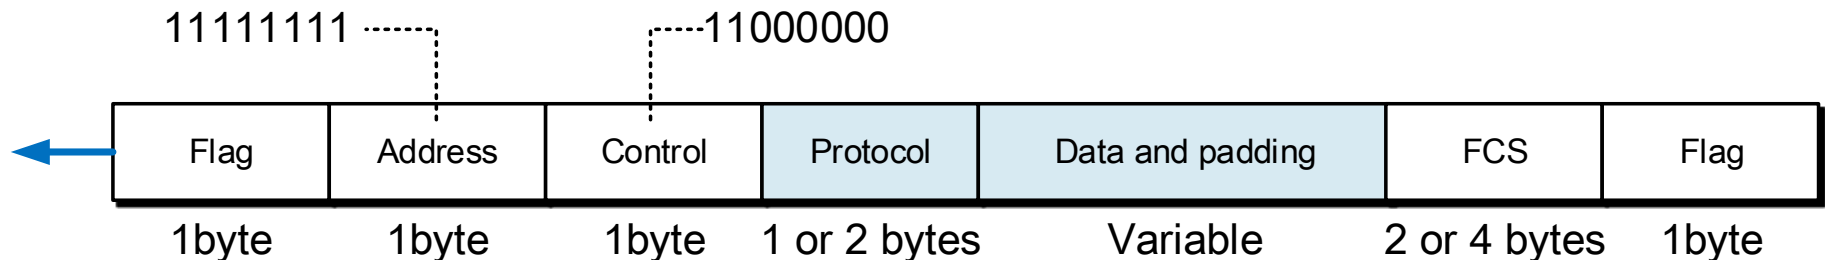 11111111 11000000
Flag Address Control Protocol Data and padding FCS Flag
1byte 1byte 1byte 1 or 2 bytes Variable 2 or 4 bytes 1byte